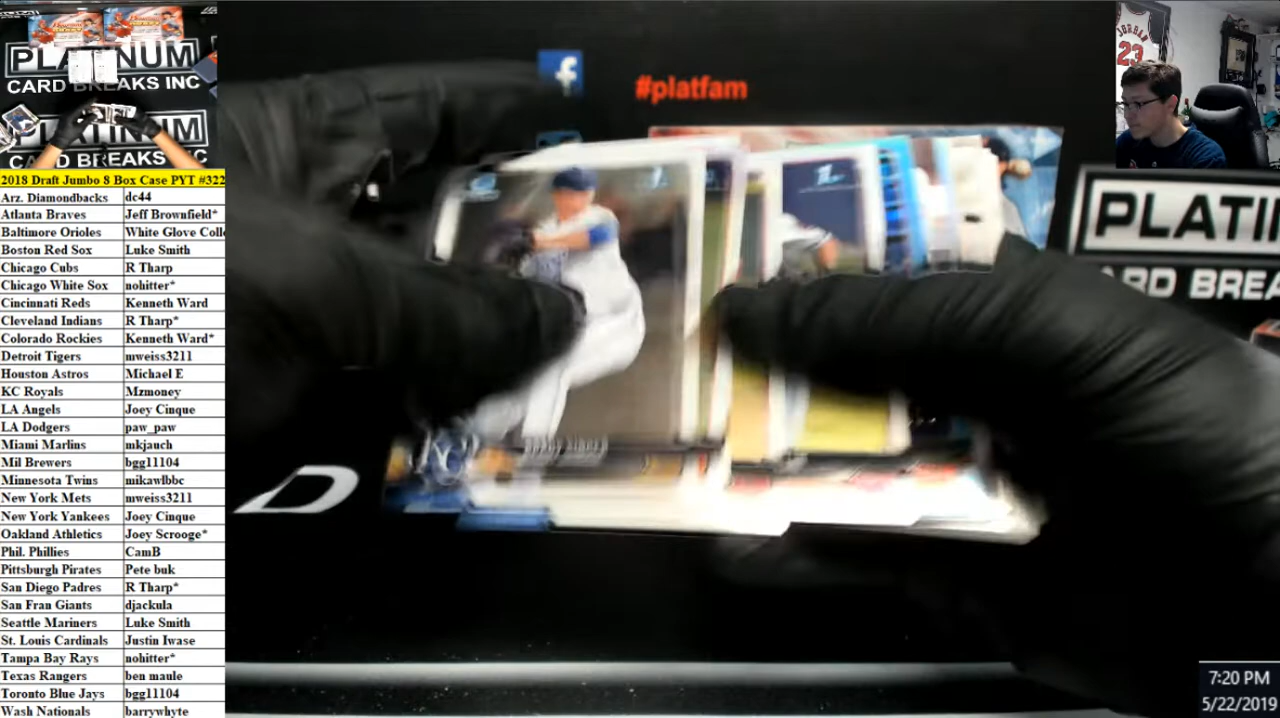 PLATINUM
CARD BREAKS INC
PLATINUM
CARD BREAKS INC
#platfam
JORDAN
23
PLATI
ARD BREA
2018 Draft Jumbo 8 Box Case PYT #322
Arz. Diamondbacks dc44
Atlanta Braves Jeff Brownfield*
Baltimore Orioles White Glove Coll
Boston Red Sox Luke Smith
Chicago Cubs R Tharp
Chicago White Sox nohitter*
Cincinnati Reds Kenneth Ward
Cleveland Indians R Tharp*
Colorado Rockies Kenneth Ward*
Detroit Tigers mweiss3211
Houston Astros Michael E
KC Royals Mzmoney
LA Angels Joey Cinque
LA Dodgers paw_paw
Miami Marlins mkjauch
Mil Brewers bgg11104
Minnesota Twins mikawlbbc
New York Mets mweiss3211
New York Yankees Joey Cinque
Oakland Athletics Joey Scrooge*
Phil. Phillies CamB
Pittsburgh Pirates Pete buk
San Diego Padres R Tharp*
San Fran Giants djackula
Seattle Mariners Luke Smith
St. Louis Cardinals Justin Iwase
Tampa Bay Rays nohitter*
Texas Rangers ben maule
Toronto Blue Jays bgg11104
Wash Nationals barrywhyte
7:20 PM
5/22/2019